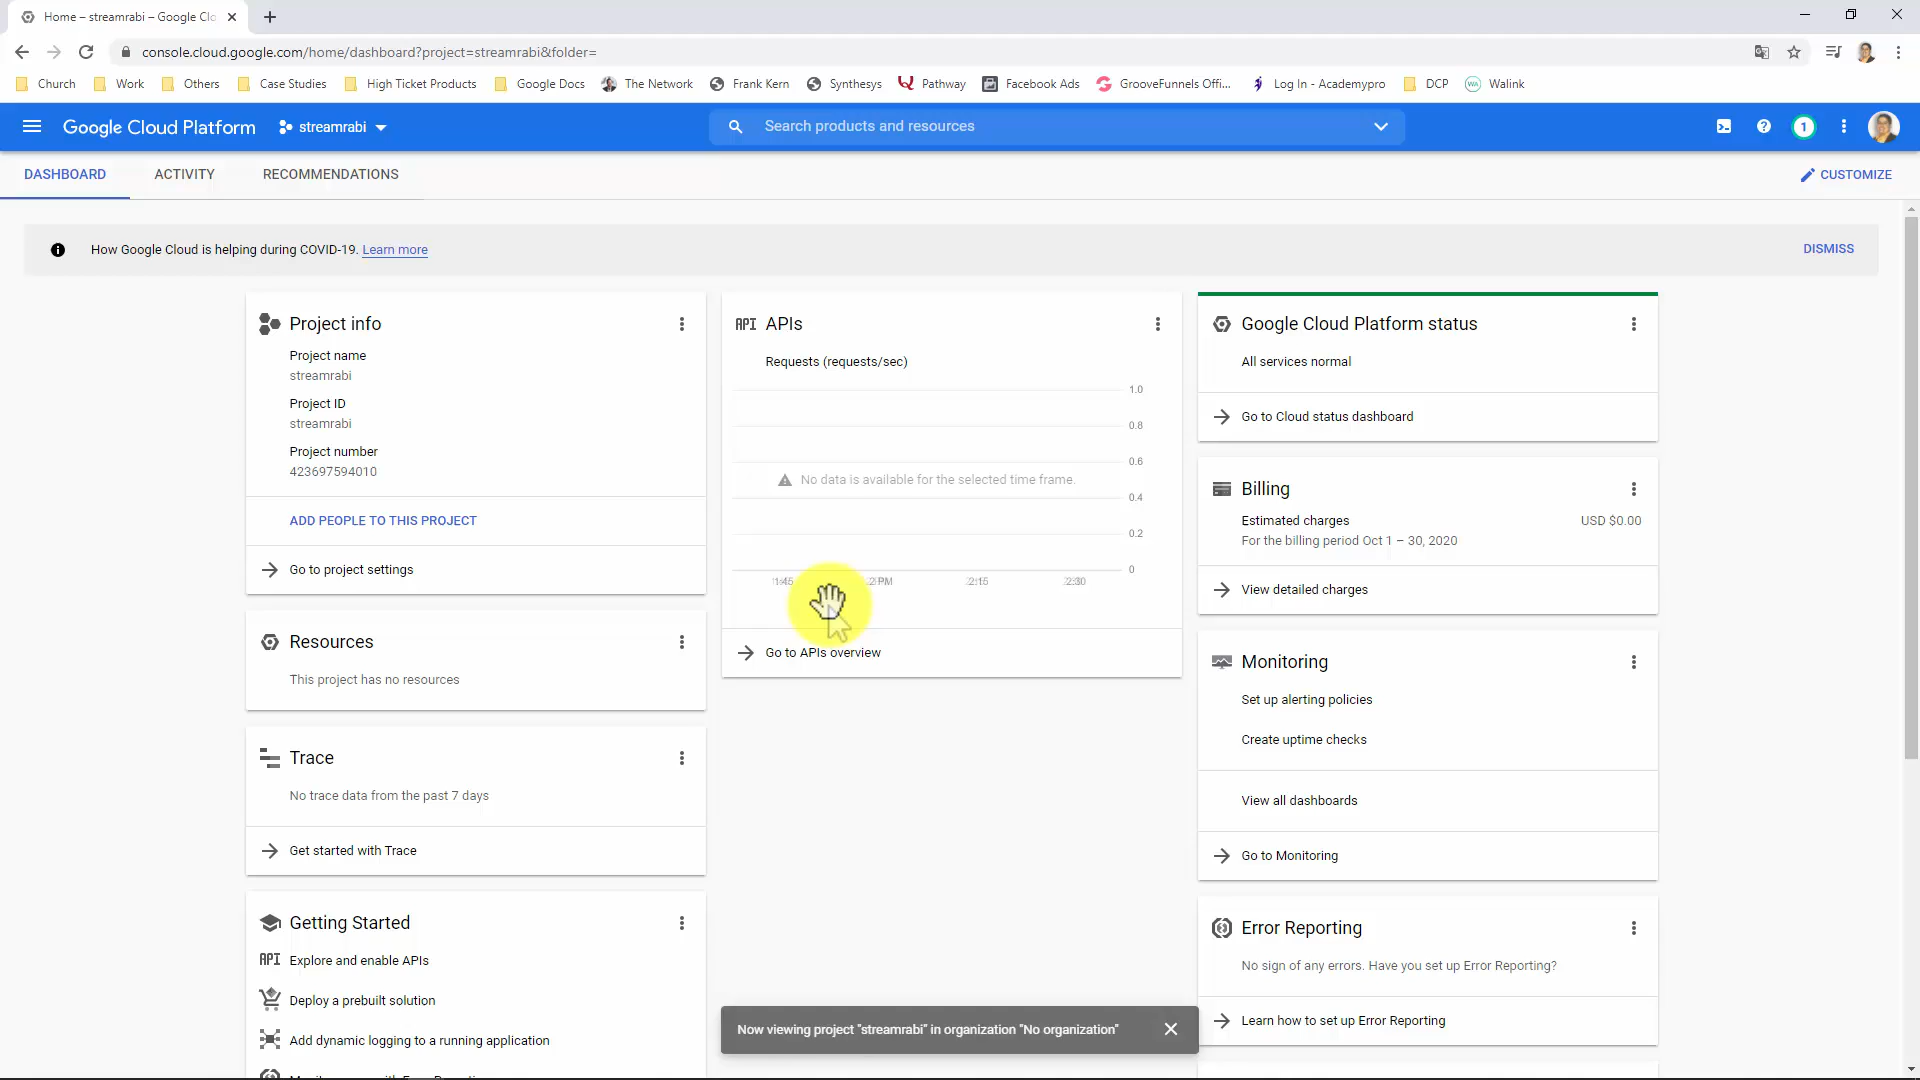 Home – streamrabi – Google Clo
console.cloud.google.com/home/dashboard?project=streamrabi&folder=
Church
Work
Others
Case Studies
High Ticket Products
Google Docs
The Network
Frank Kern
Synthesys
Pathway
Facebook Ads
GrooveFunnels Offi...
Log In - Academypro
DCP
Walink
Google Cloud Platform
streamrabi
Search products and resources
1
DASHBOARD
ACTIVITY
RECOMMENDATIONS
CUSTOMIZE
How Google Cloud is helping during COVID-19. Learn more
DISMISS
Project info
Project name
streamrabi
Project ID
streamrabi
Project number
423697594010
ADD PEOPLE TO THIS PROJECT
Go to project settings
Resources
This project has no resources
Trace
No trace data from the past 7 days
Get started with Trace
Getting Started
API Explore and enable APIs
Deploy a prebuilt solution
Add dynamic logging to a running application
API APIs
Requests (requests/sec)
1.0
0.8
0.6
No data is available for the selected time frame.
0.4
0.2
0
1:45
2 PM
2:15
2:30
Go to APIs overview
Google Cloud Platform status
All services normal
Go to Cloud status dashboard
Billing
Estimated charges
USD $0.00
For the billing period Oct 1 – 30, 2020
View detailed charges
Monitoring
Set up alerting policies
Create uptime checks
View all dashboards
Go to Monitoring
Error Reporting
No sign of any errors. Have you set up Error Reporting?
Learn how to set up Error Reporting
Now viewing project "streamrabi" in organization "No organization"